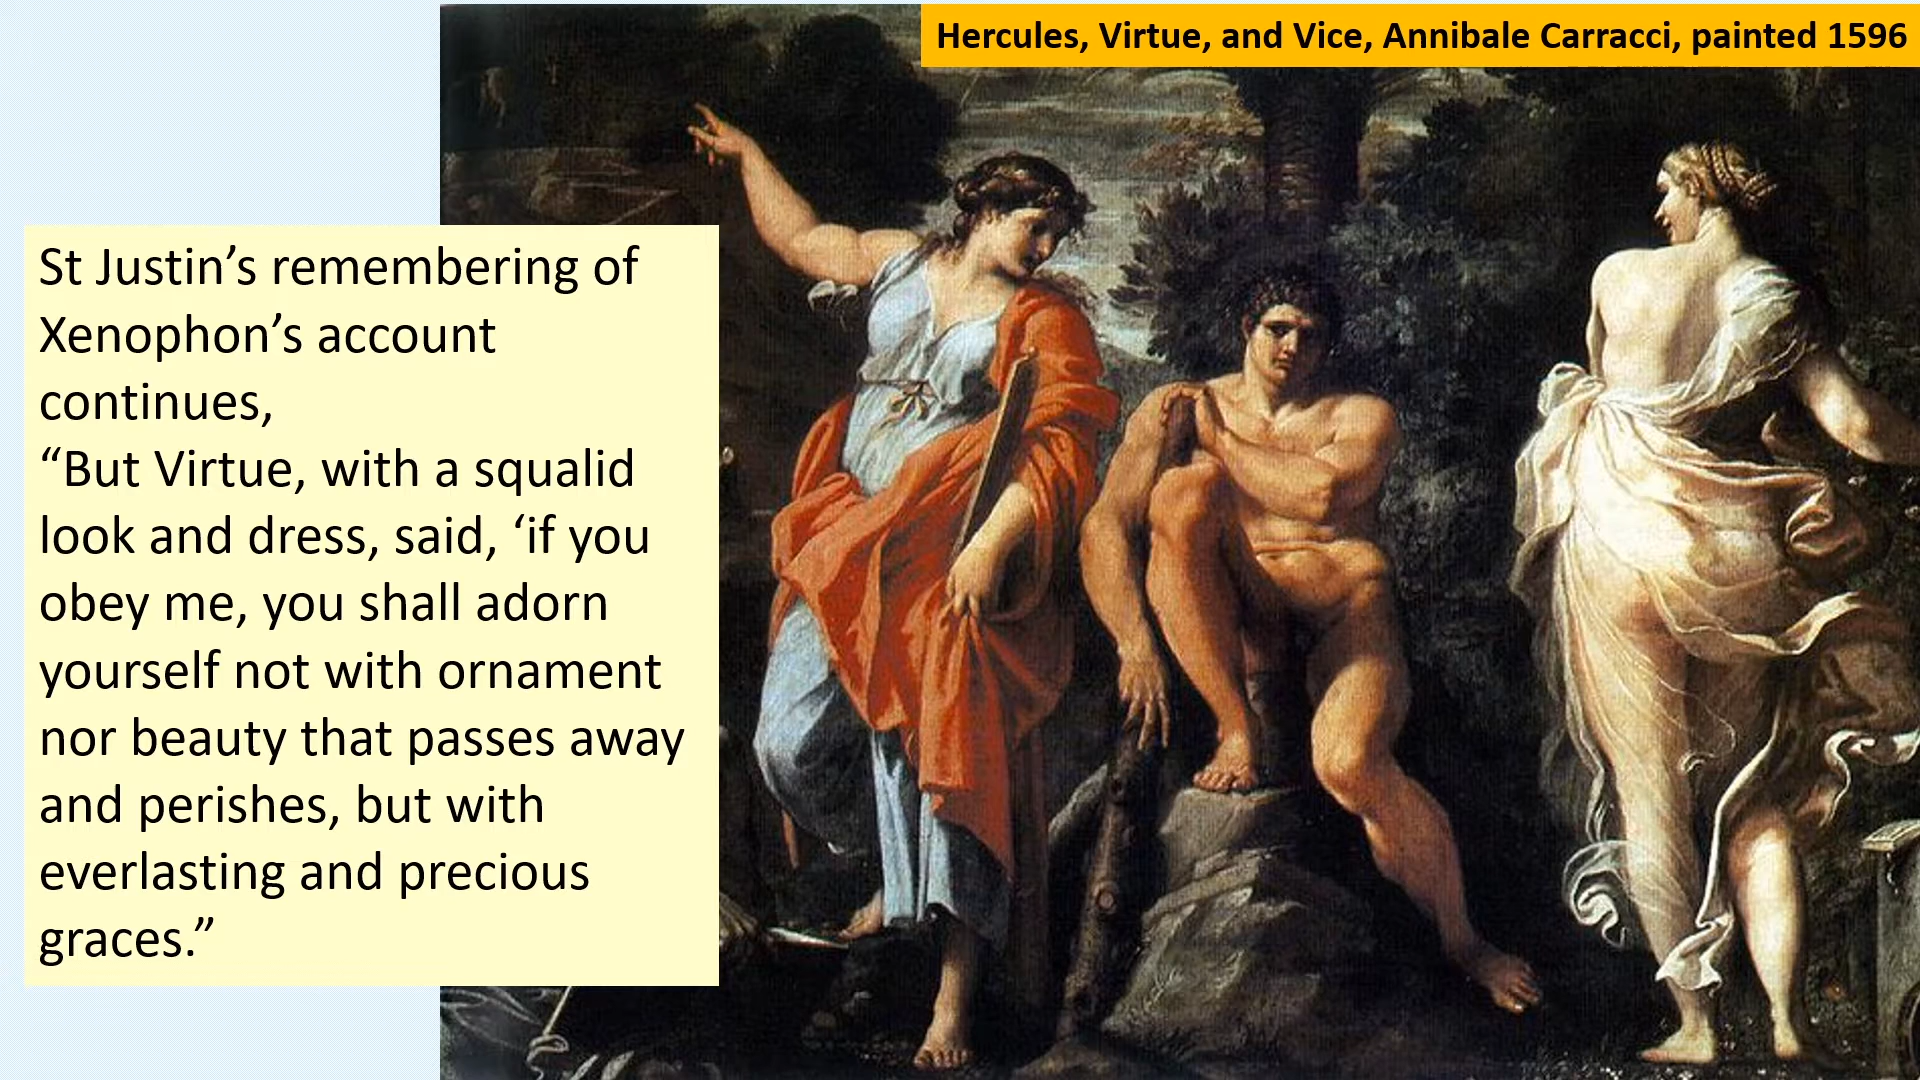 Hercules, Virtue, and Vice, Annibale Carracci, painted 1596
St Justin’s remembering of
Xenophon’s account
continues,
“But Virtue, with a squalid
look and dress, said, ‘if you
obey me, you shall adorn
yourself not with ornament
nor beauty that passes away
and perishes, but with
everlasting and precious
graces.”